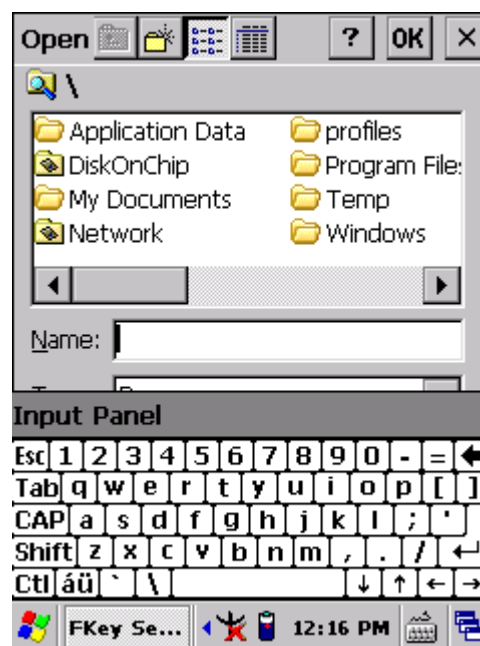 Open ? OK ×
\
Application Data profiles
DiskOnChip Program File
My Documents Temp
Network Windows
Name:
Input Panel
Esc 1 2 3 4 5 6 7 8 9 0 - =
Tab q w e r t y u i o p [ ]
CAP a s d f g h j k l ; '
Shift z x c v b n m , . /
Ctl áü ` \ ↓ ↑ ← →
FKey Se... 12:16 PM